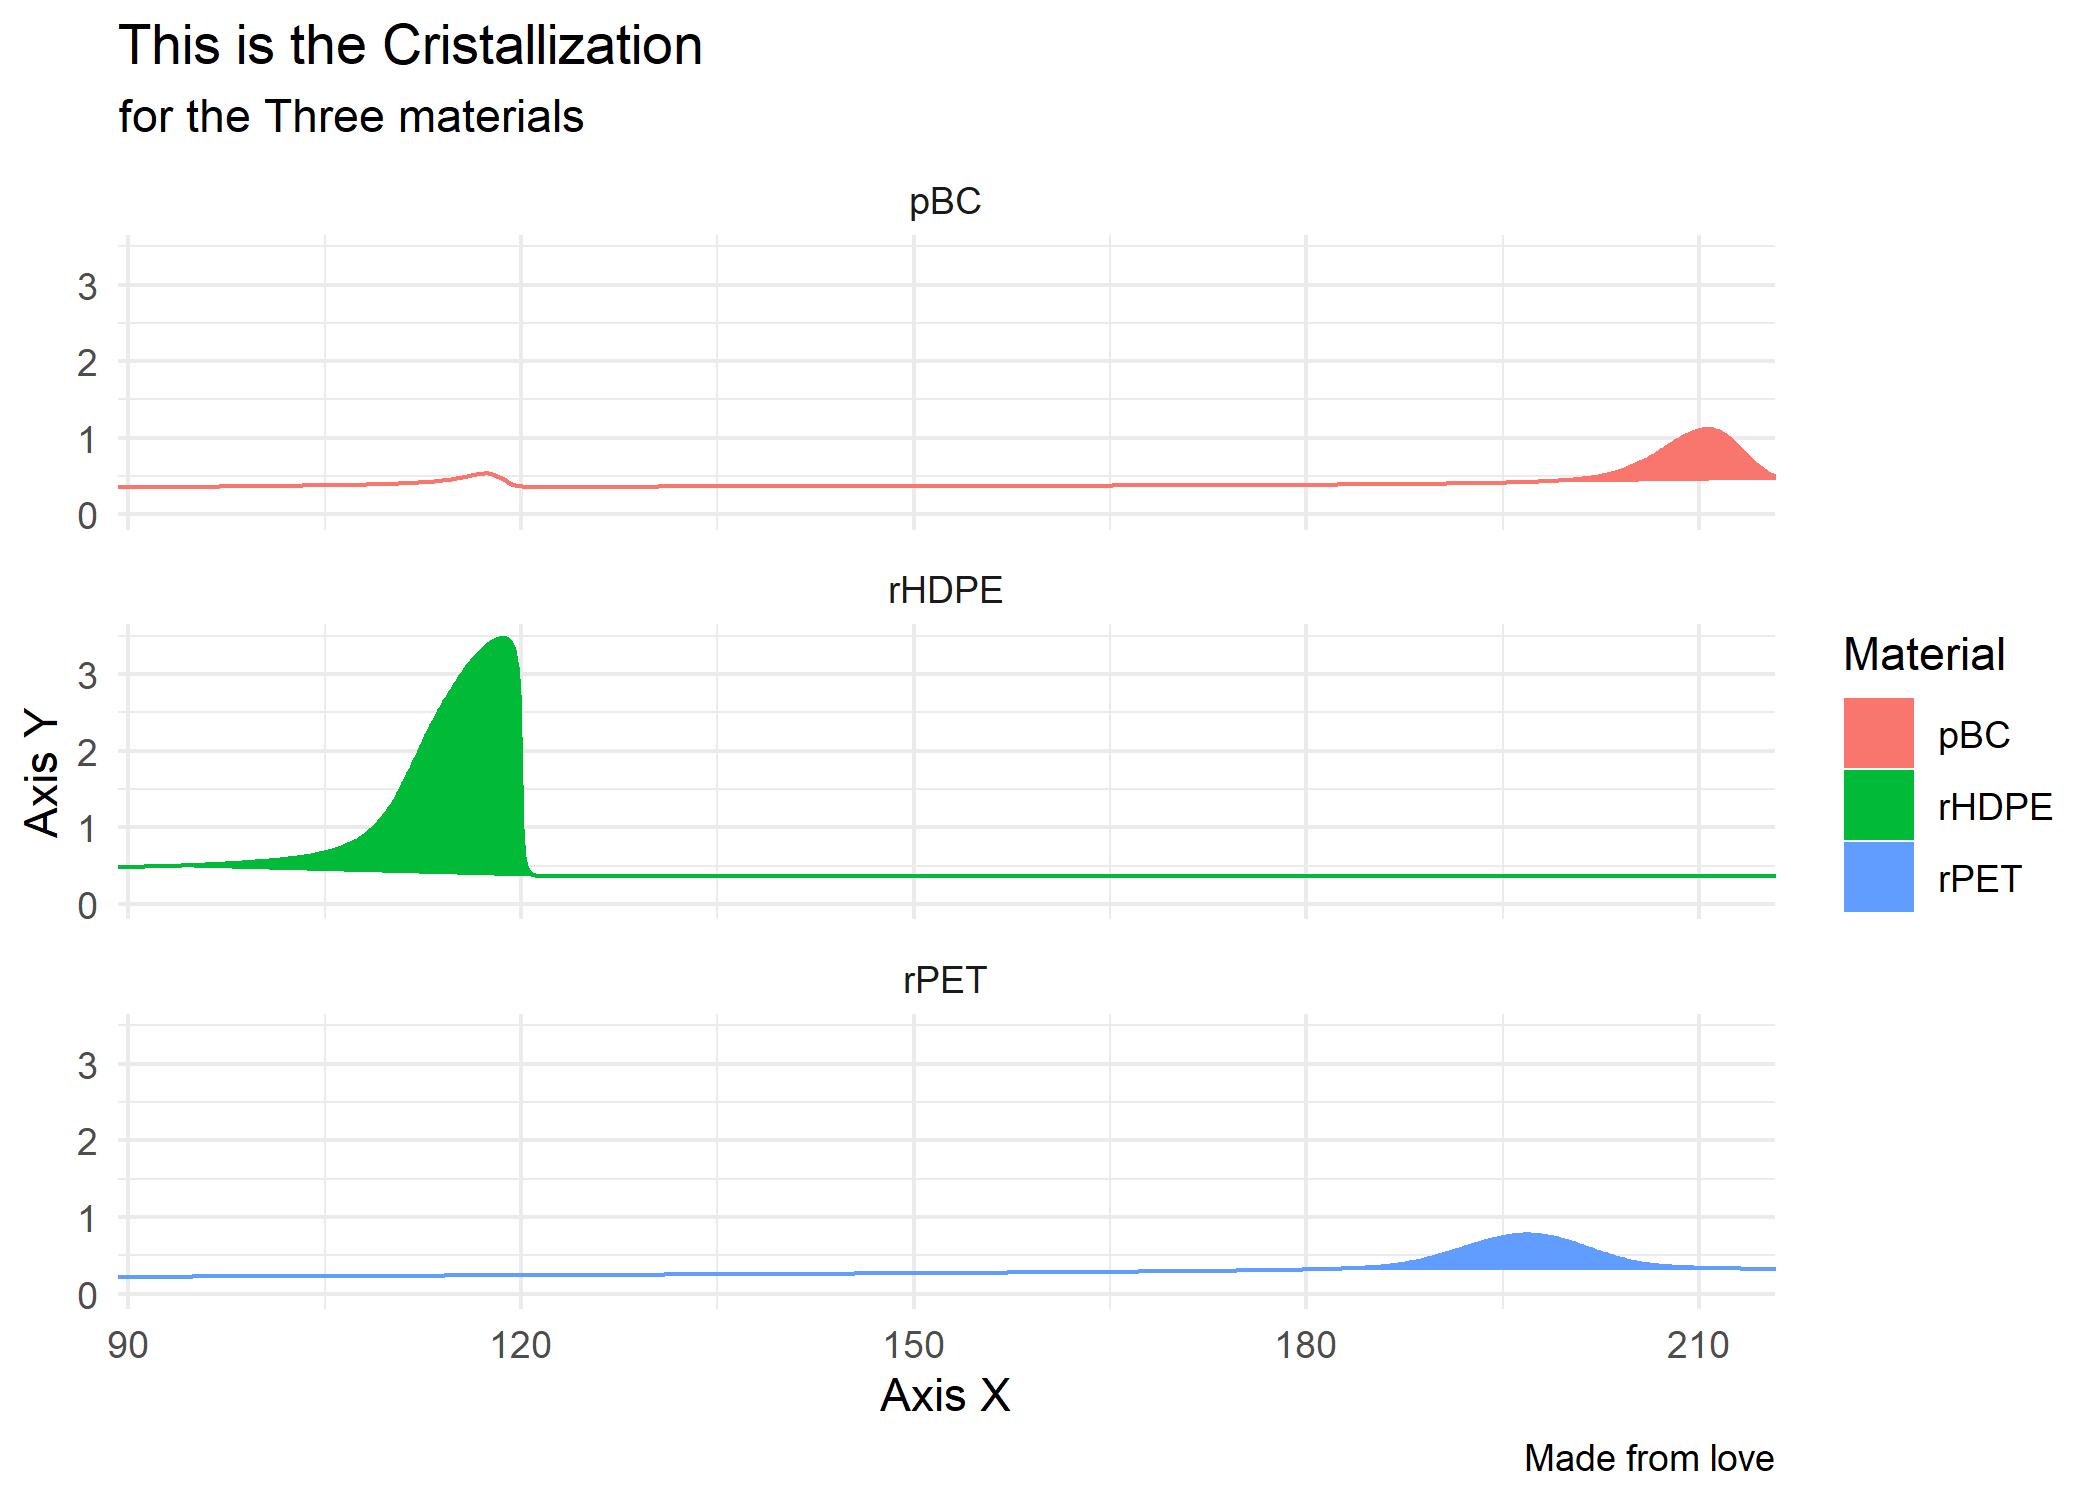 This is the Cristallization
for the Three materials
pBC
3
2
1
0
rHDPE
3
2
1
0
rPET
3
2
1
0
90 120 150 180 210
Axis X
Axis Y
Material
pBC
rHDPE
rPET
Made from love